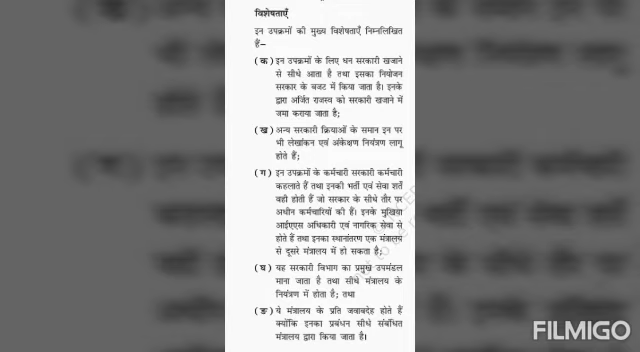 विशेषताएँ
इन उपक्रमों की मुख्य विशेषताएँ निम्नलिखित
हैं–
(क) इन उपक्रमों के लिए धन सरकारी खजाने
से सीधे आता है तथा इसका नियोजन
सरकार के बजट में किया जाता है। इनके
द्वारा अर्जित राजस्व को सरकारी खजाने में
जमा कराया जाता है;
(ख) अन्य सरकारी क्रियाओं के समान इन पर
भी लेखांकन एवं अंकेक्षण नियंत्रण लागू
होते हैं;
(ग) इन उपक्रमों के कर्मचारी सरकारी कर्मचारी
कहलाते हैं तथा इनकी भर्ती एवं सेवा शर्तें
वही होती हैं जो सरकार के सीधे तौर पर
अधीन कर्मचारियों की हैं। इनके मुखिया
आईएएस अधिकारी एवं नागरिक सेवा से
होते हैं तथा इनका स्थानांतरण एक मंत्रालय
से दूसरे मंत्रालय में हो सकता है;
(घ) यह सरकारी विभाग का प्रमुख उपमंडल
माना जाता है तथा सीधे मंत्रालय के
नियंत्रण में होता है; तथा
(ङ) ये मंत्रालय के प्रति जवाबदेह होते हैं
क्योंकि इनका प्रबंधन सीधे संबंधित
मंत्रालय द्वारा किया जाता है।
FILMIGO